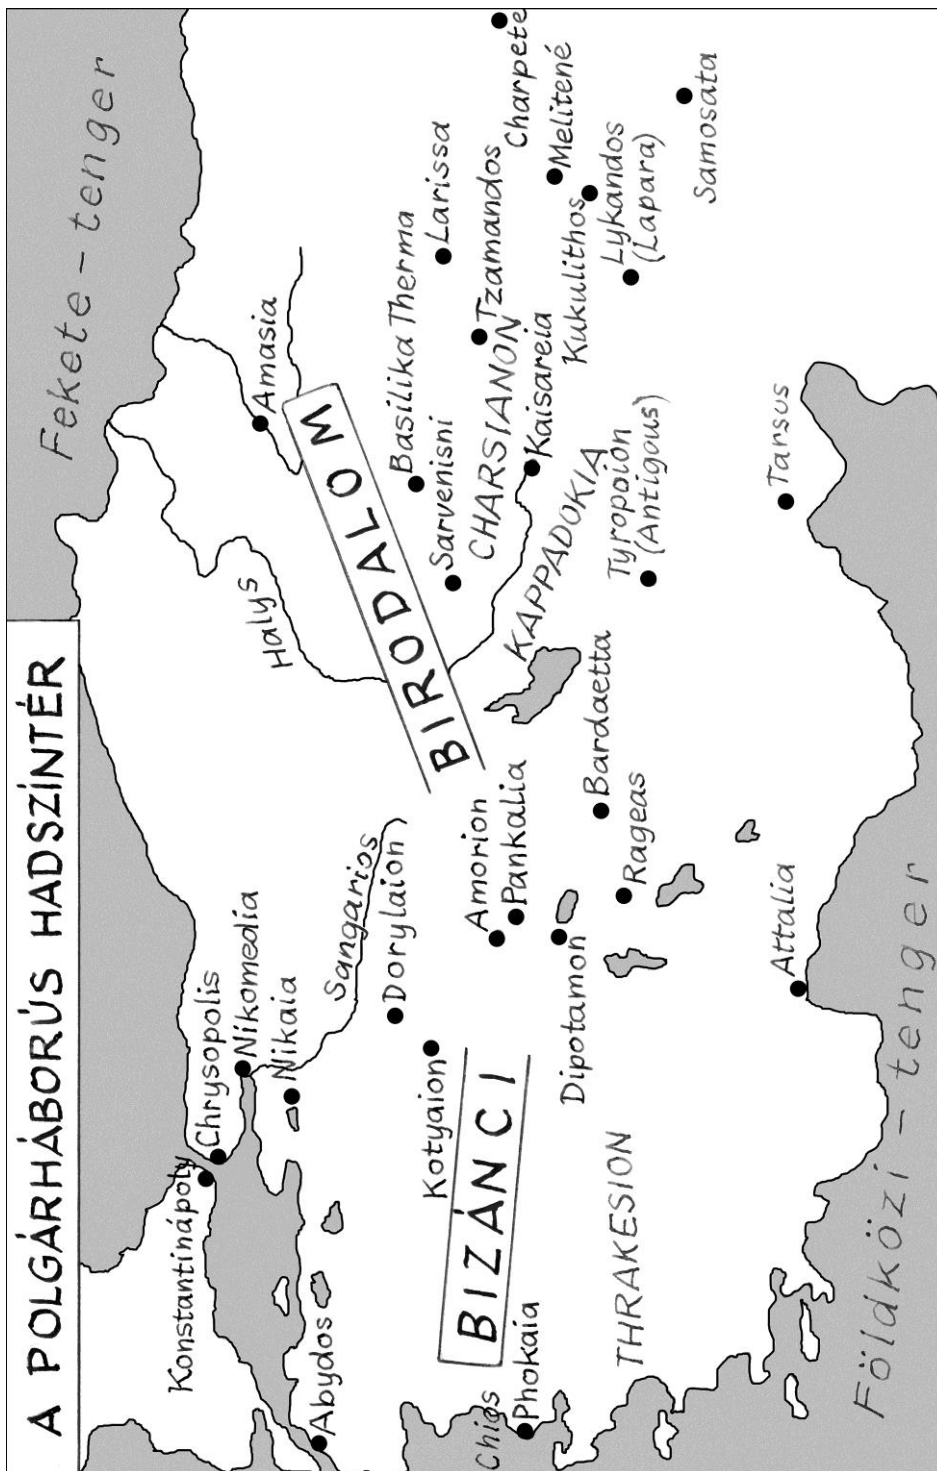 A POLGÁRHÁBORÚS HADSZÍNTÉR
Fekete – tenger
Konstantinápoly
Chrysopolis
Nikomedia
Nikaia
Abydos
Sangarios
Dorylaion
Kotyaion
Halys
Amasia
BIZÁNCI
BIRODALOM
Basilika Therma
Larissa
Sarvenisni
Tzamandos
CHARSIANON
Kaisareia
Charpete
Melitené
Kukulithos
Lykandos
(Lapara)
Samosata
KAPPADOKIA
Tyropoion
(Antigous)
Amorion
Pankalia
Bardaetta
Dipotamon
Rageas
Chios
Phokaia
THRAKESION
Attalia
Tarsus
Földközi – tenger